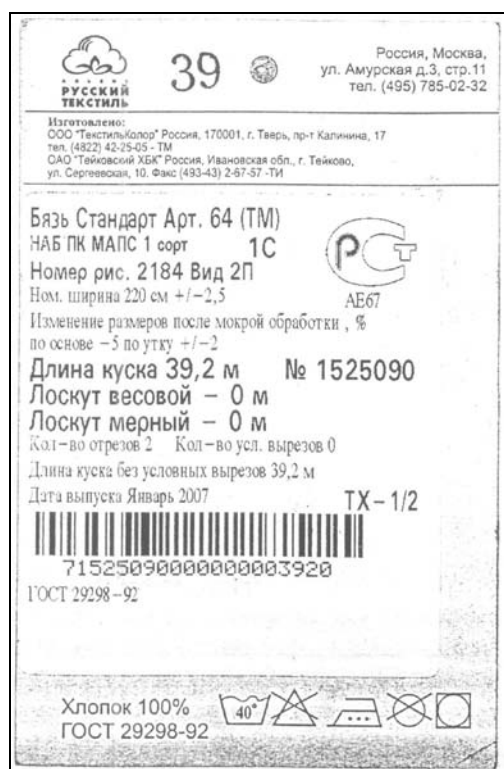 РУССКИЙ
ТЕКСТИЛЬ
39
Россия, Москва,
ул. Амурская д.3, стр.11
тел. (495) 785-02-32
Изготовлено:
ООО "ТекстильКолор" Россия, 170001, г. Тверь, пр-т Калинина, 17
тел. (4822) 42-25-05 - ТМ
ОАО "Тейковский ХБК" Россия, Ивановская обл., г. Тейково,
ул. Сергеевская, 10. Факс (493-43) 2-67-57 -ТИ
Бязь Стандарт Арт. 64 (ТМ)
НАБ ПК МАПС 1 сорт 1С
Номер рис. 2184 Вид 2П
Ном. ширина 220 см +/-2,5
АЕ67
Изменение размеров после мокрой обработки , %
по основе -5 по утку +/-2
Длина куска 39,2 м № 1525090
Лоскут весовой - 0 м
Лоскут мерный - 0 м
Кол-во отрезов 2 Кол-во усл. вырезов 0
Длина куска без условных вырезов 39,2 м
Дата выпуска Январь 2007 ТХ-1/2
71525090000000003920
ГОСТ 29298-92
Хлопок 100% 40°
ГОСТ 29298-92